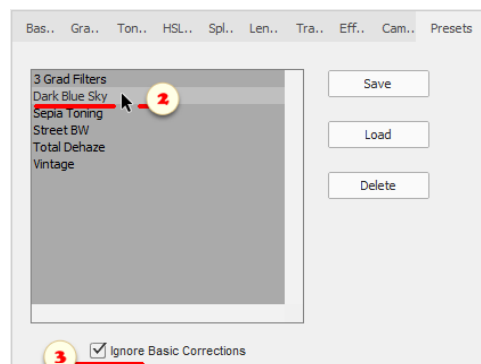 Bas.. Gra.. Ton.. HSL.. Spl.. Len.. Tra.. Eff.. Cam.. Presets
3 Grad Filters
Save
Dark Blue Sky
2
Sepia Toning
Street BW
Load
Total Dehaze
Vintage
Delete
3
Ignore Basic Corrections